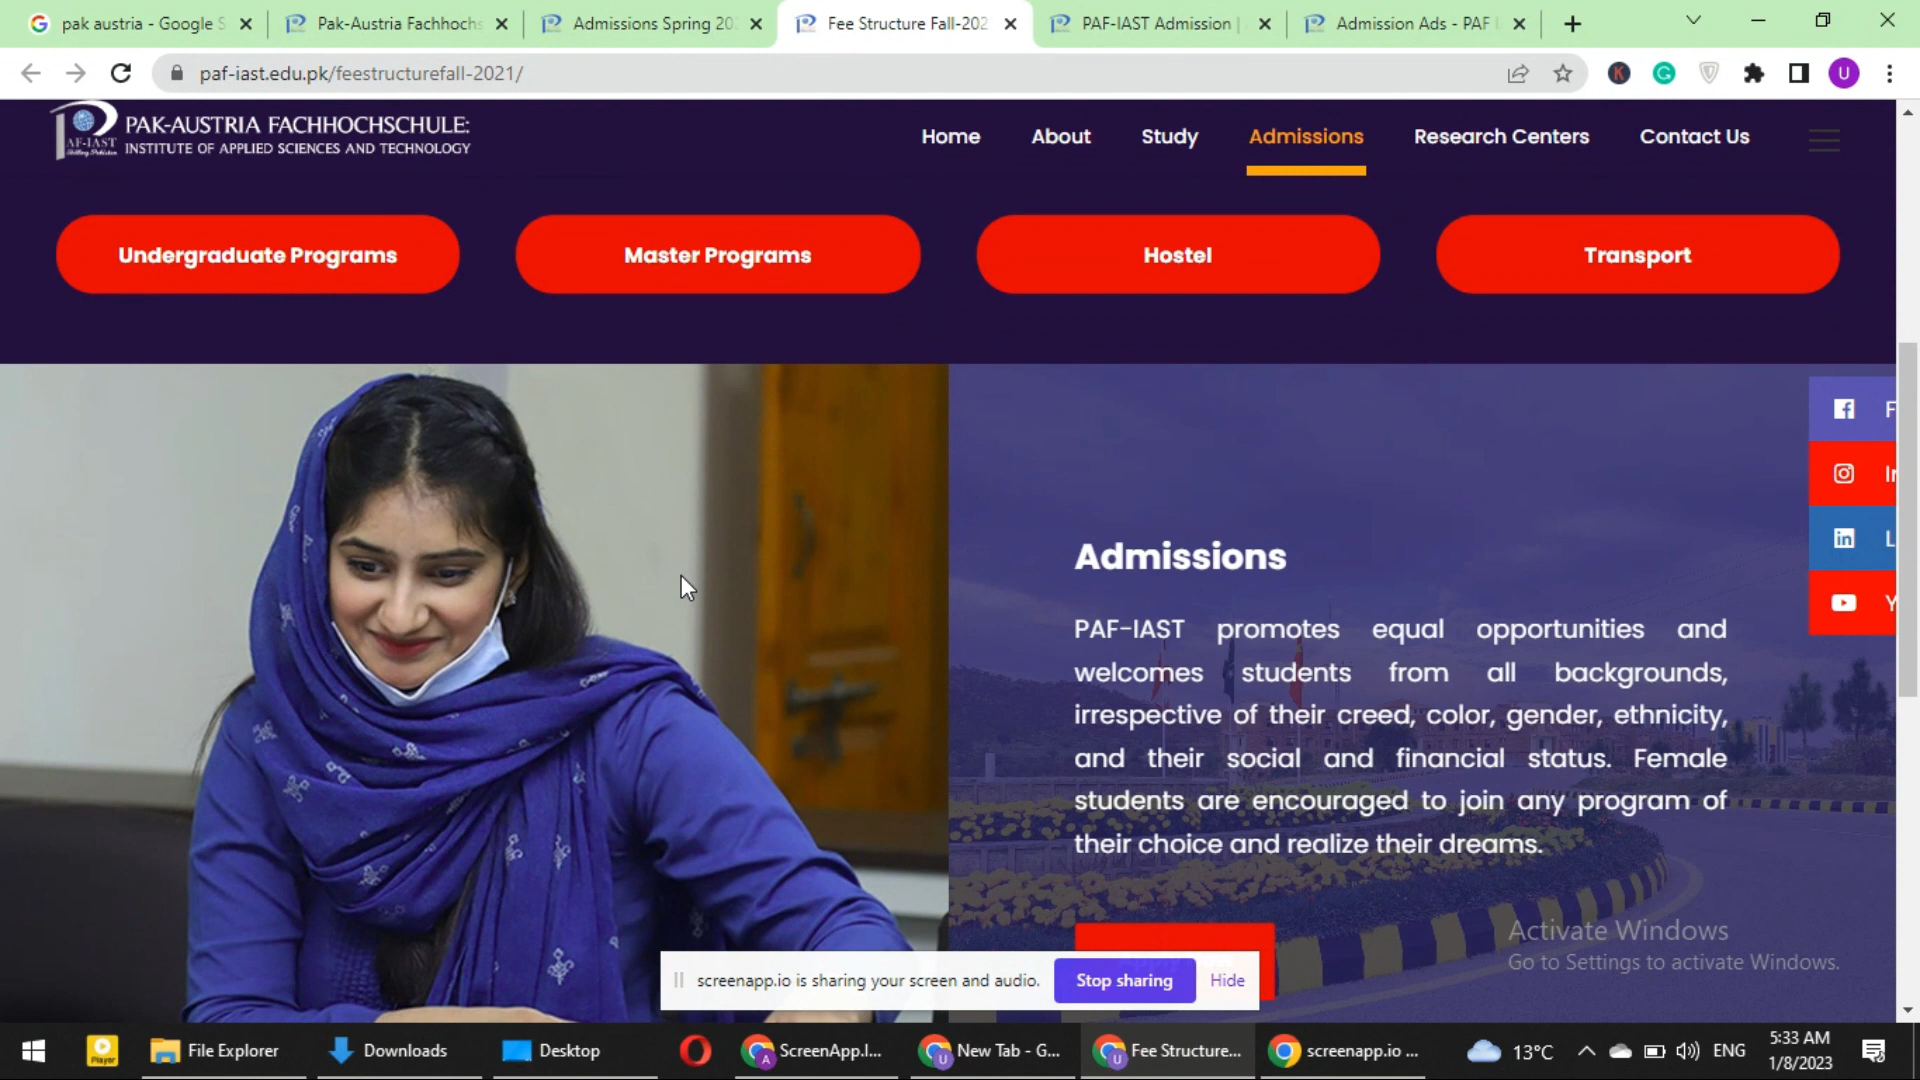 pak austria - Google S
Pak-Austria Fachhochs
Admissions Spring 20
Fee Structure Fall-202
PAF-IAST Admission |
Admission Ads - PAF
paf-iast.edu.pk/feestructurefall-2021/
U
PAK-AUSTRIA FACHHOCHSCHULE:
AF-IAST
INSTITUTE OF APPLIED SCIENCES AND TECHNOLOGY
Home
About
Study
Admissions
Research Centers
Contact Us
Undergraduate Programs
Master Programs
Hostel
Transport
F
In
L
Y
Admissions
PAF-IAST promotes equal opportunities and
welcomes students from all backgrounds,
irrespective of their creed, color, gender, ethnicity,
and their social and financial status. Female
students are encouraged to join any program of
their choice and realize their dreams.
Activate Windows
Go to Settings to activate Windows.
screenapp.io is sharing your screen and audio.
Stop sharing
Hide
Player
File Explorer
Downloads
Desktop
ScreenApp.I...
New Tab - G...
Fee Structure...
screenapp.io ...
13°C
ENG
5:33 AM
1/8/2023